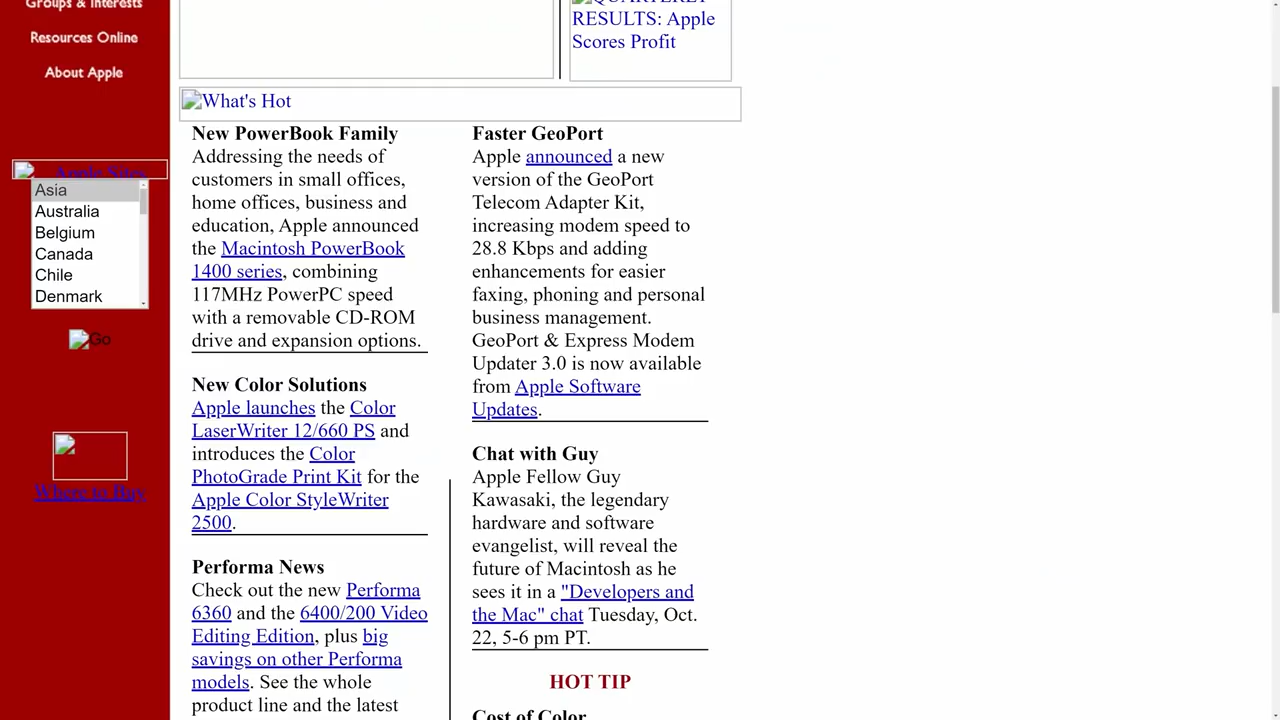 Groups & Interests
Resources Online
About Apple
Apple Sites
Asia
Australia
Belgium
Canada
Chile
Denmark
Go
Where to Buy
RESULTS: Apple
Scores Profit
What's Hot
New PowerBook Family
Addressing the needs of
customers in small offices,
home offices, business and
education, Apple announced
the Macintosh PowerBook
1400 series, combining
117MHz PowerPC speed
with a removable CD-ROM
drive and expansion options.
New Color Solutions
Apple launches the Color
LaserWriter 12/660 PS and
introduces the Color
PhotoGrade Print Kit for the
Apple Color StyleWriter
2500.
Performa News
Check out the new Performa
6360 and the 6400/200 Video
Editing Edition, plus big
savings on other Performa
models. See the whole
product line and the latest
Faster GeoPort
Apple announced a new
version of the GeoPort
Telecom Adapter Kit,
increasing modem speed to
28.8 Kbps and adding
enhancements for easier
faxing, phoning and personal
business management.
GeoPort & Express Modem
Updater 3.0 is now available
from Apple Software
Updates.
Chat with Guy
Apple Fellow Guy
Kawasaki, the legendary
hardware and software
evangelist, will reveal the
future of Macintosh as he
sees it in a "Developers and
the Mac" chat Tuesday, Oct.
22, 5-6 pm PT.
HOT TIP
Cost of Color